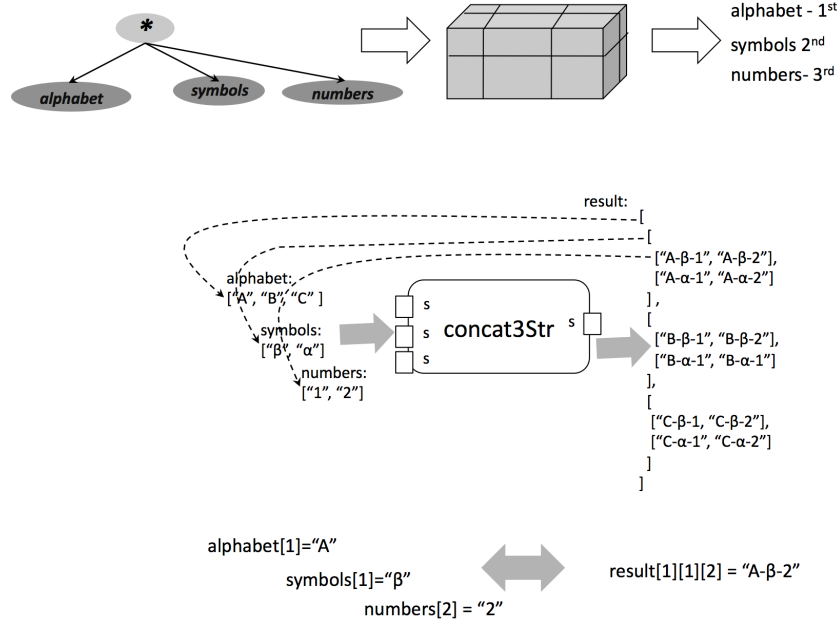 *
alphabet
symbols
numbers
alphabet - 1st
symbols 2nd
numbers- 3rd
result:
[
[
[“A-β-1”, “A-β-2”],
[“A-α-1”, “A-α-2”]
] ,
[
[“B-β-1”, “B-β-2”],
[“B-α-1”, “B-α-1”]
],
[
[“C-β-1, “C-β-2”],
[“C-α-1”, “C-α-2”]
]
]
alphabet:
[“A”, “B”, “C” ]
symbols:
[“β”, “α”]
numbers:
[“1”, “2”]
s
s
s
concat3Str
s
alphabet[1]=“A”
symbols[1]=“β”
numbers[2] = “2”
result[1][1][2] = “A-β-2”